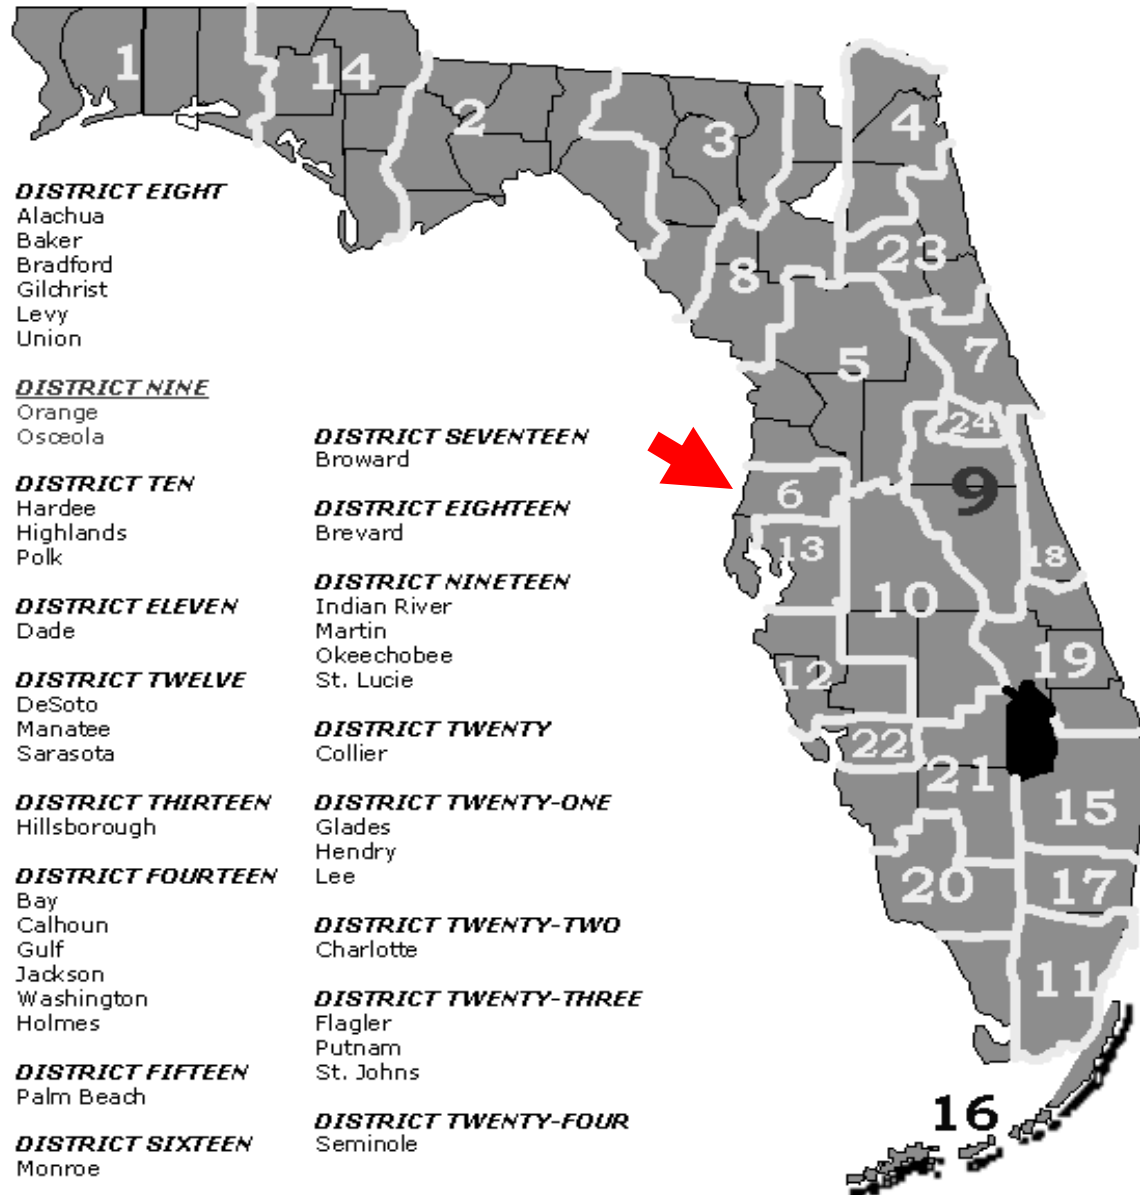 DISTRICT EIGHT
Alachua
Baker
Bradford
Gilchrist
Levy
Union
DISTRICT NINE
Orange
Osceola
DISTRICT TEN
Hardee
Highlands
Polk
DISTRICT ELEVEN
Dade
DISTRICT TWELVE
DeSoto
Manatee
Sarasota
DISTRICT THIRTEEN
Hillsborough
DISTRICT FOURTEEN
Bay
Calhoun
Gulf
Jackson
Washington
Holmes
DISTRICT FIFTEEN
Palm Beach
DISTRICT SIXTEEN
Monroe
DISTRICT SEVENTEEN
Broward
DISTRICT EIGHTEEN
Brevard
DISTRICT NINETEEN
Indian River
Martin
Okeechobee
St. Lucie
DISTRICT TWENTY
Collier
DISTRICT TWENTY-ONE
Glades
Hendry
Lee
DISTRICT TWENTY-TWO
Charlotte
DISTRICT TWENTY-THREE
Flagler
Putnam
St. Johns
DISTRICT TWENTY-FOUR
Seminole
1
14
2
3
4
23
8
7
5
24
6
9
13
18
10
19
12
22
21
15
20
17
11
16